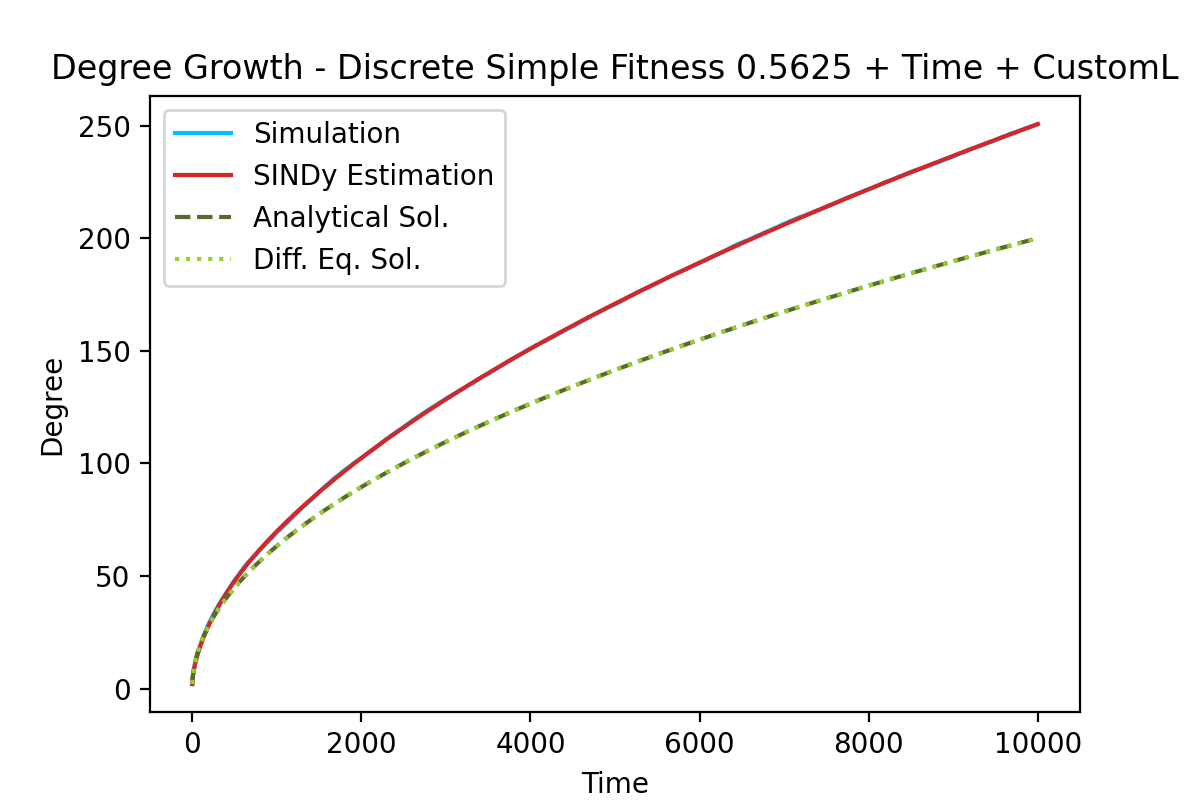 Degree Growth - Discrete Simple Fitness 0.5625 + Time + CustomL
Simulation
SINDy Estimation
Analytical Sol.
Diff. Eq. Sol.
250
200
150
100
50
0
Degree
0 2000 4000 6000 8000 10000
Time